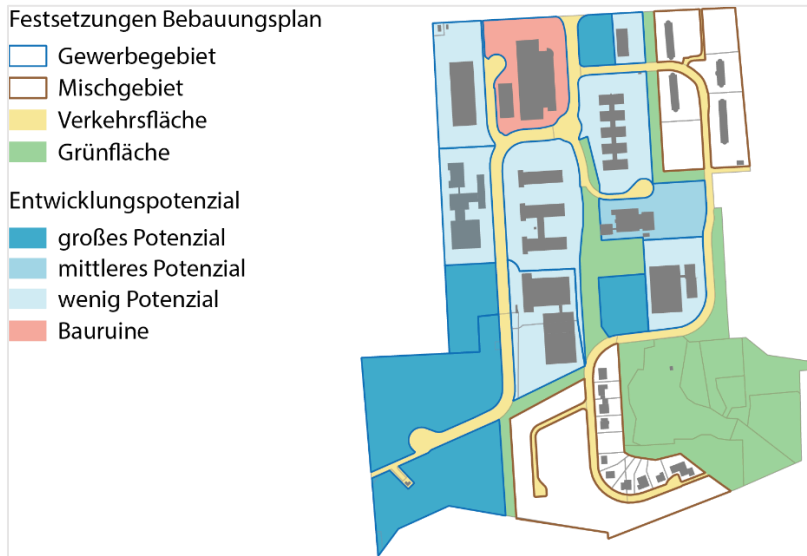 Festsetzungen Bebauungsplan
Gewerbegebiet
Mischgebiet
Verkehrsfläche
Grünfläche
Entwicklungspotenzial
großes Potenzial
mittleres Potenzial
wenig Potenzial
Bauruine